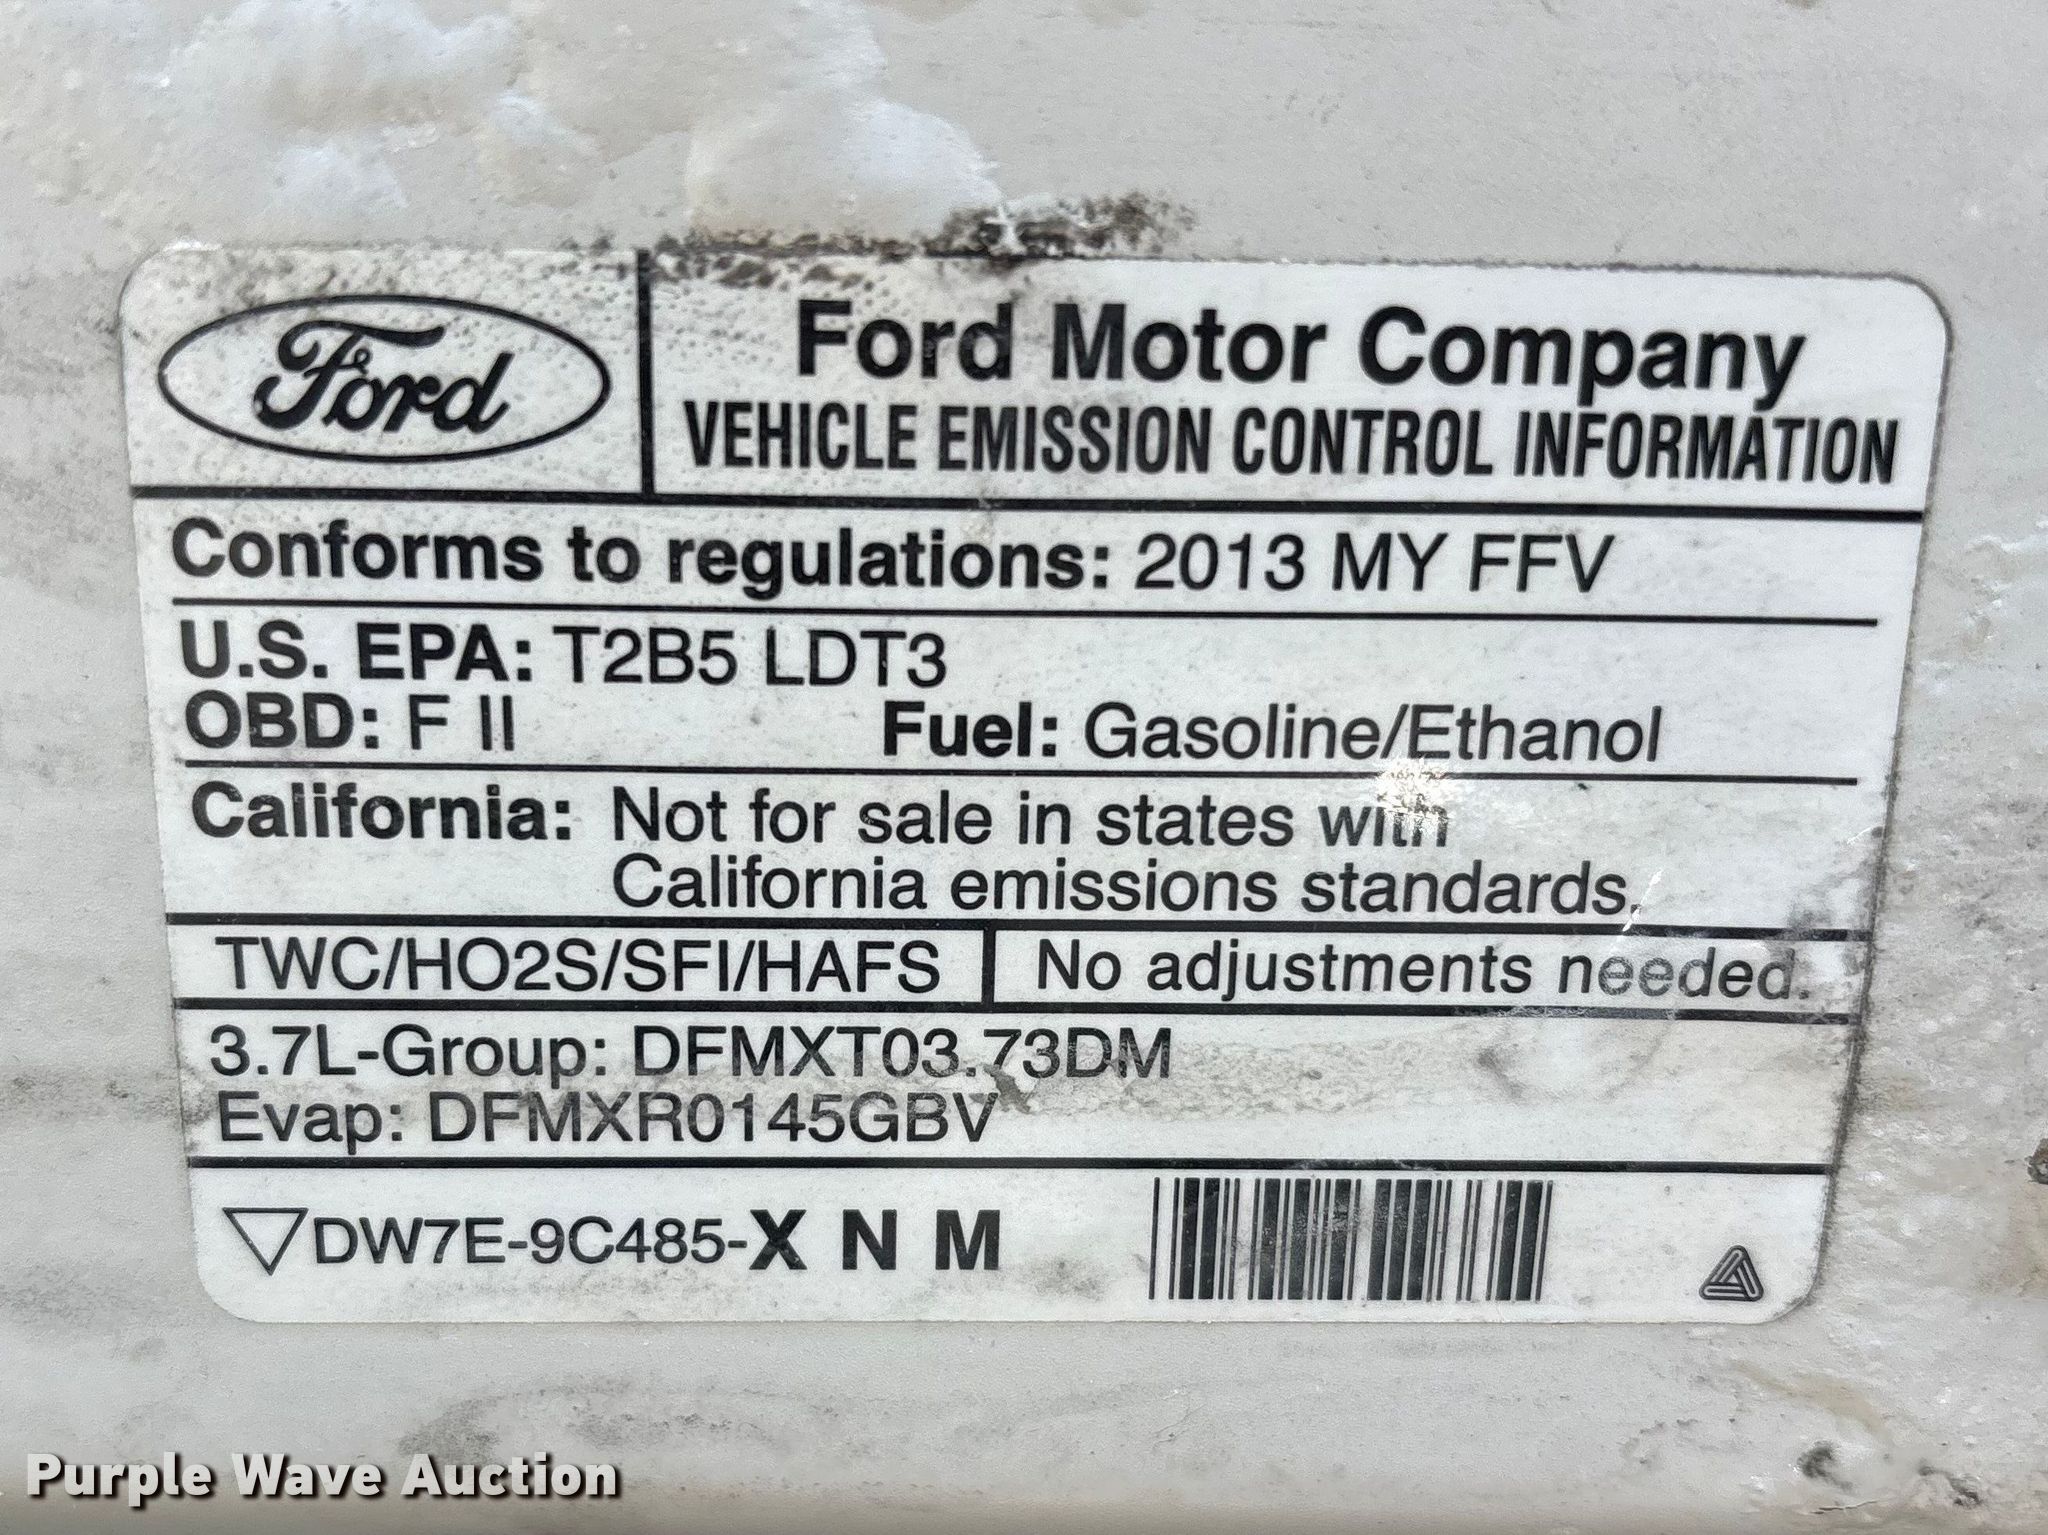 Ford
Ford Motor Company
VEHICLE EMISSION CONTROL INFORMATION
Conforms to regulations: 2013 MY FFV
U.S. EPA: T2B5 LDT3
OBD: F II Fuel: Gasoline/Ethanol
California: Not for sale in states with
California emissions standards.
TWC/HO2S/SFI/HAFS No adjustments needed.
3.7L-Group: DFMXT03.73DM
Evap: DFMXR0145GBV
DW7E-9C485-X N M
Purple Wave Auction